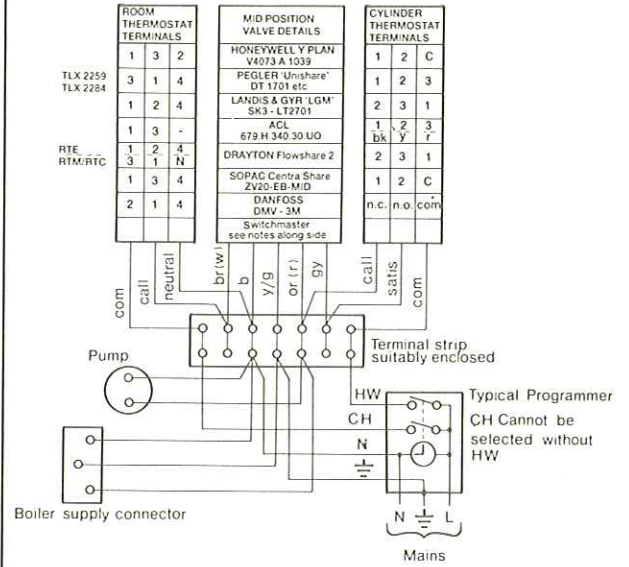 ROOM
THERMOSTAT
TERMINALS
1 3 2
TLX 2259
TLX 2284
3 1 4
1 2 4
1 3 -
RTE
1 2 4
RTM/RTC
3 1 N
1 3 4
2 1 4
MID POSITION
VALVE DETAILS
HONEYWELL Y PLAN
V4073 A 1039
PEGLER 'Unishare'
DT 1701 etc
LANDIS & GYR 'LGM'
SK3 - LT2701
ACL
679.H.340.30.UO
DRAYTON Flowshare 2
SOPAC Centra Share
ZV20-EB-MID
DANFOSS
DMV - 3M
Switchmaster
see notes along side
CYLINDER
THERMOSTAT
TERMINALS
1 2 C
1 2 3
2 3 1
1 2 3
bk y r
2 3 1
1 2 C
n.c. n.o. com
com
call
neutral
br(w)
b
y/g
or (r)
gy
call
satis
com
Terminal strip
suitably enclosed
Pump
HW
CH
N
Typical Programmer
CH Cannot be
selected without
HW
Boiler supply connector
N L
Mains